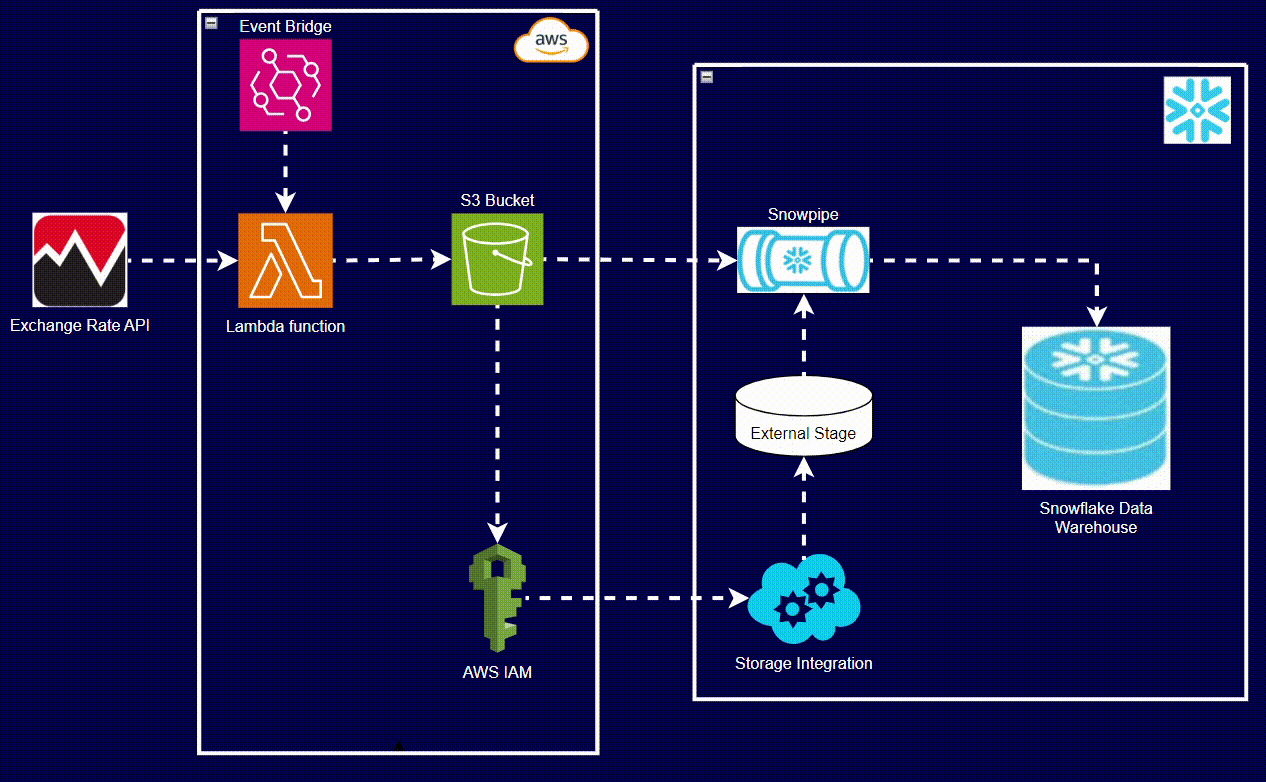 Event Bridge
aws
Exchange Rate API
Lambda function
S3 Bucket
AWS IAM
Snowpipe
External Stage
Storage Integration
Snowflake Data
Warehouse